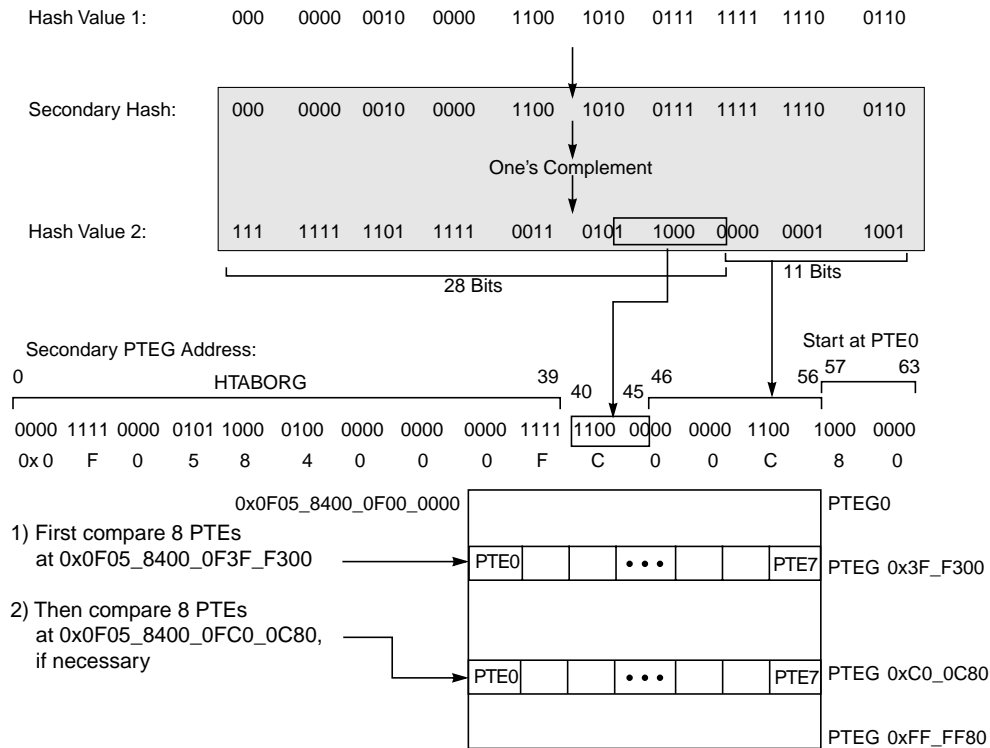 Hash Value 1: 000 0000 0010 0000 1100 1010 0111 1111 1110 0110
Secondary Hash: 000 0000 0010 0000 1100 1010 0111 1111 1110 0110
One's Complement
Hash Value 2: 111 1111 1101 1111 0011 0101 1000 0000 0001 1001
28 Bits
11 Bits
Secondary PTEG Address:
Start at PTE0
0 HTABORG 39 40 45 46 56 57 63
0000 1111 0000 0101 1000 0100 0000 0000 0000 1111 1100 0000 0000 1100 1000 0000
0x 0 F 0 5 8 4 0 0 0 F C 0 0 C 8 0
0x0F05_8400_0F00_0000 PTEG0
1) First compare 8 PTEs
at 0x0F05_8400_0F3F_F300
PTE0 • • • PTE7 PTEG 0x3F_F300
2) Then compare 8 PTEs
at 0x0F05_8400_0FC0_0C80,
if necessary
PTE0 • • • PTE7 PTEG 0xC0_0C80
PTEG 0xFF_FF80